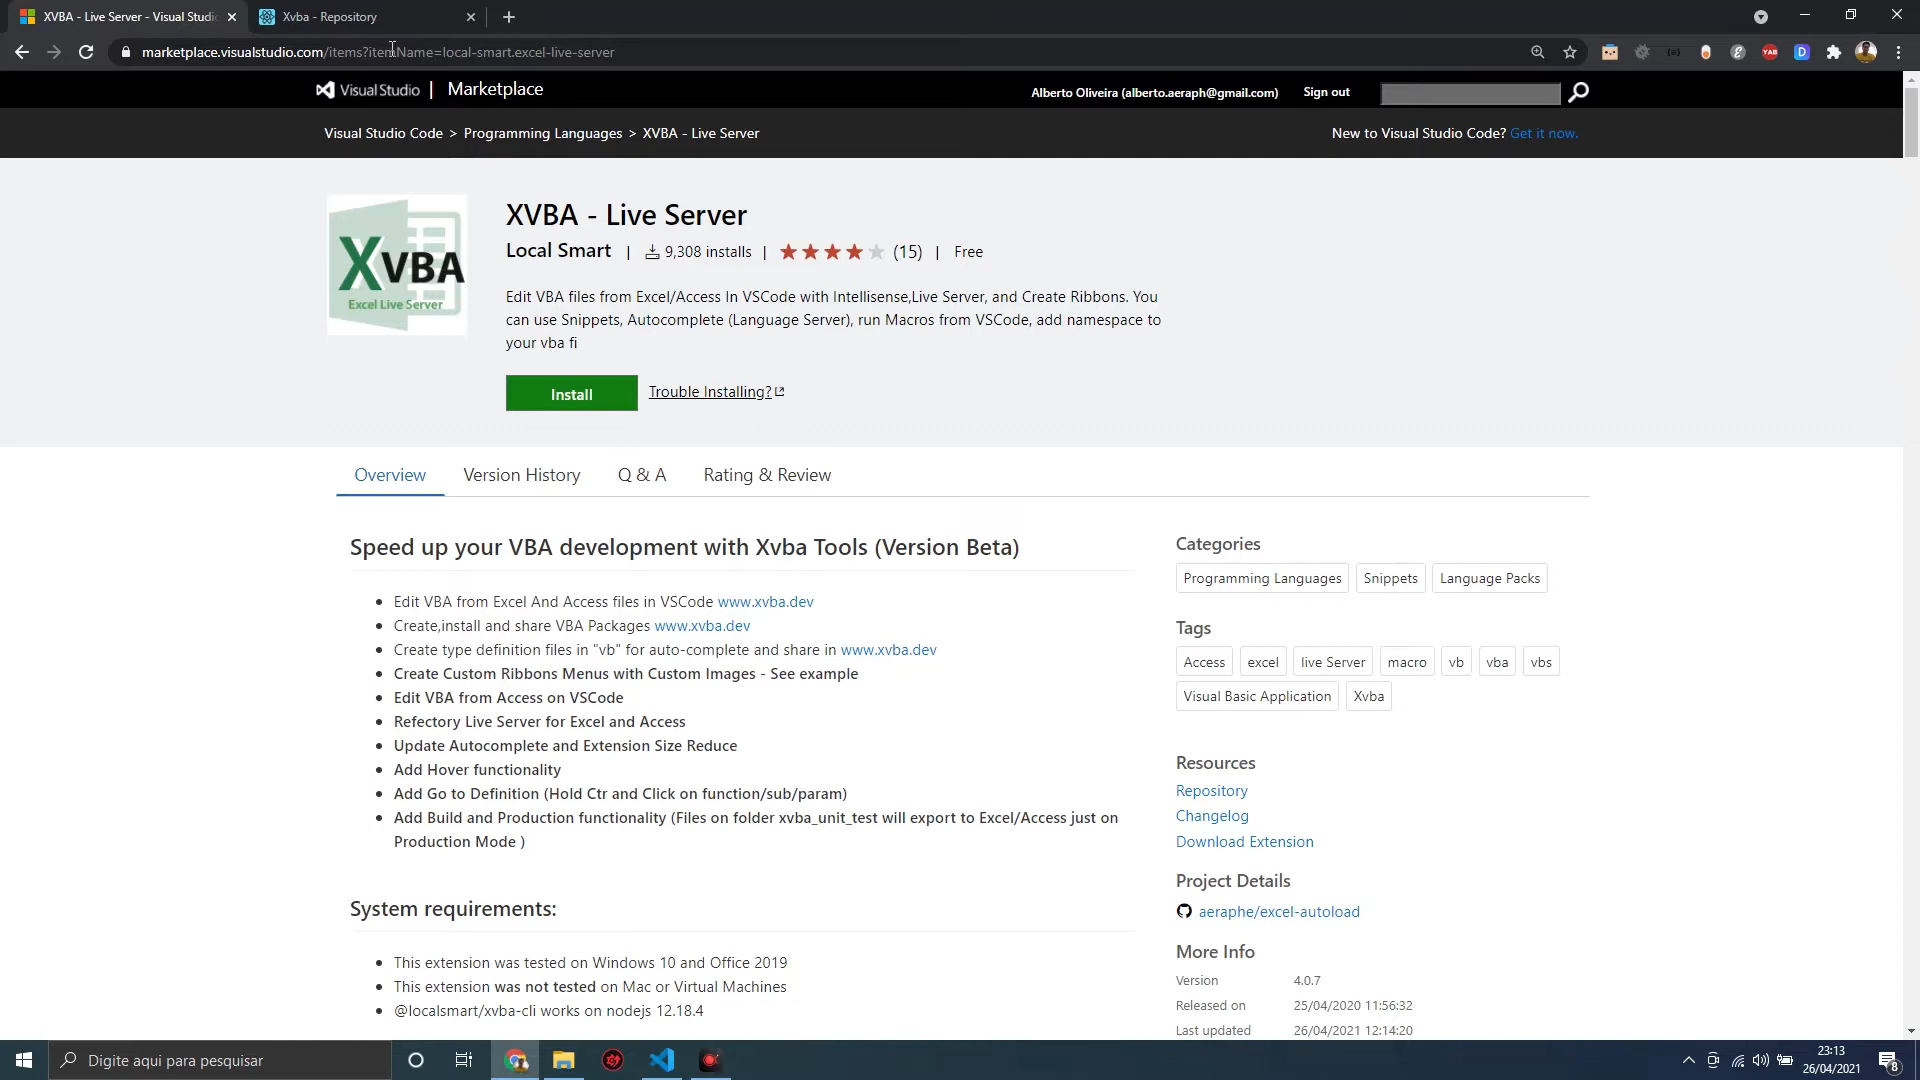 XVBA - Live Server - Visual Studi
Xvba - Repository
marketplace.visualstudio.com/items?itemName=local-smart.excel-live-server
Visual Studio | Marketplace
Alberto Oliveira (alberto.aeraph@gmail.com)
Sign out
Visual Studio Code > Programming Languages > XVBA - Live Server
New to Visual Studio Code? Get it now.
XVBA
Excel Live Server
XVBA - Live Server
Local Smart | 9,308 installs | (15) | Free
Edit VBA files from Excel/Access In VSCode with Intellisense,Live Server, and Create Ribbons. You
can use Snippets, Autocomplete (Language Server), run Macros from VSCode, add namespace to
your vba fi
Install
Trouble Installing?
Overview
Version History
Q & A
Rating & Review
Speed up your VBA development with Xvba Tools (Version Beta)
Edit VBA from Excel And Access files in VSCode www.xvba.dev
Create,install and share VBA Packages www.xvba.dev
Create type definition files in "vb" for auto-complete and share in www.xvba.dev
Create Custom Ribbons Menus with Custom Images - See example
Edit VBA from Access on VSCode
Refectory Live Server for Excel and Access
Update Autocomplete and Extension Size Reduce
Add Hover functionality
Add Go to Definition (Hold Ctr and Click on function/sub/param)
Add Build and Production functionality (Files on folder xvba_unit_test will export to Excel/Access just on
Production Mode )
System requirements:
This extension was tested on Windows 10 and Office 2019
This extension was not tested on Mac or Virtual Machines
@localsmart/xvba-cli works on nodejs 12.18.4
Categories
Programming Languages
Snippets
Language Packs
Tags
Access
excel
live Server
macro
vb
vba
vbs
Visual Basic Application
Xvba
Resources
Repository
Changelog
Download Extension
Project Details
aeraphe/excel-autoload
More Info
Version 4.0.7
Released on 25/04/2020 11:56:32
Last updated 26/04/2021 12:14:20
Digite aqui para pesquisar
23:13
26/04/2021
8